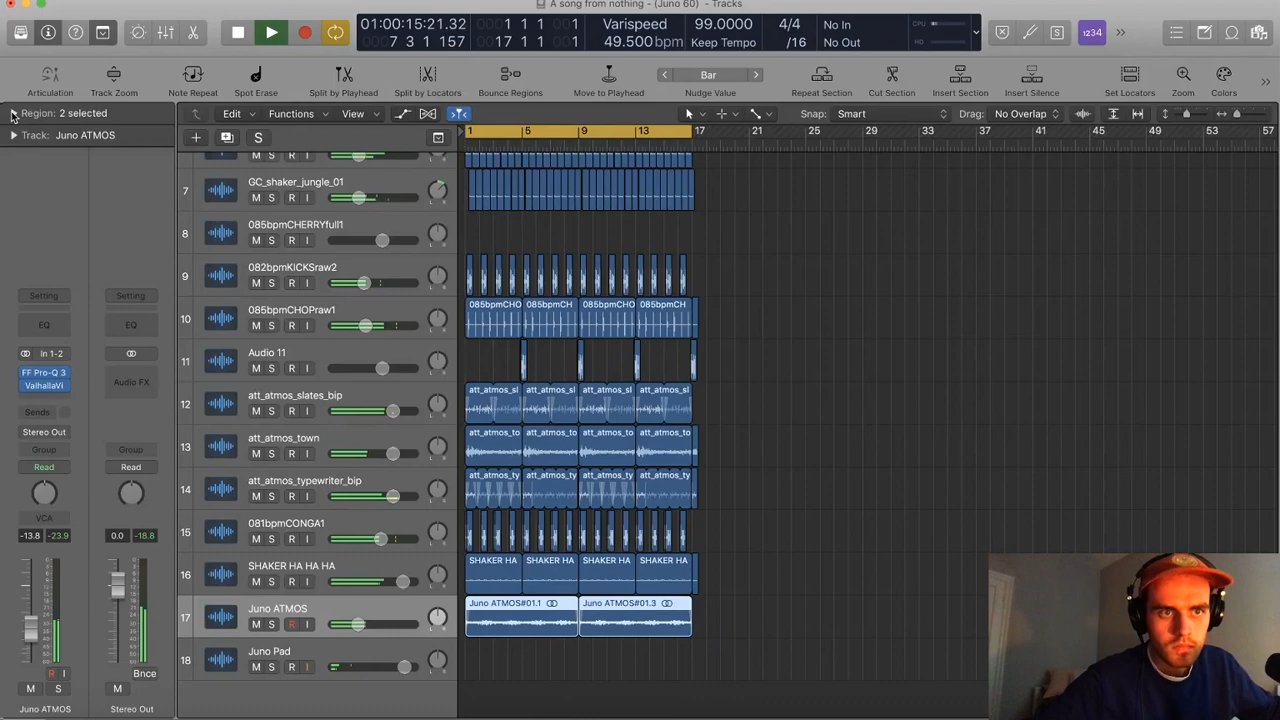 A song from nothing - (Juno 60) - Tracks
01:00:15:21.32 1 1 1 1 Varispeed 99.0000 4/4 No In CPU
7 3 1 157 17 1 1 1 49.500bpm Keep Tempo /16 No Out HD
1234
Articulation Track Zoom Note Repeat Spot Erase Split by Playhead Split by Locators Bounce Regions Move to Playhead Bar Nudge Value Repeat Section Cut Section Insert Section Insert Silence Set Locators Zoom Colors
Region: 2 selected Edit Functions View Snap: Smart Drag: No Overlap
Track: Juno ATMOS
S
1 5 9 13 17 21 25 29 33 37 41 45 49 53 57
7 GC_shaker_jungle_01
M S R I
8 085bpmCHERRYfull1
M S R I
9 082bpmKICKSraw2
M S R I
10 085bpmCHOPraw1 085bpmCHO 085bpmCH 085bpmCHO 085bpmCH
M S R I
11 Audio 11
M S R I
12 att_atmos_slates_bip att_atmos_sl att_atmos_sl att_atmos_sl att_atmos_sl
M S R I
13 att_atmos_town att_atmos_to att_atmos_to att_atmos_to att_atmos_to
M S R I
14 att_atmos_typewriter_bip att_atmos_ty att_atmos_ty att_atmos_ty att_atmos_ty
M S R I
15 081bpmCONGA1
M S R I
16 SHAKER HA HA HA SHAKER HA SHAKER HA SHAKER HA SHAKER HA
M S R I
17 Juno ATMOS Juno ATMOS#01.1 Juno ATMOS#01.3
M S R I
18 Juno Pad
M S R I
Setting Setting
EQ EQ
In 1-2
FF Pro-Q 3
ValhallaVi Audio FX
Sends
Stereo Out
Group Group
Read Read
VCA
-13.8 -23.9 0.0 -18.8
R I Bnce
M S M
Juno ATMOS Stereo Out